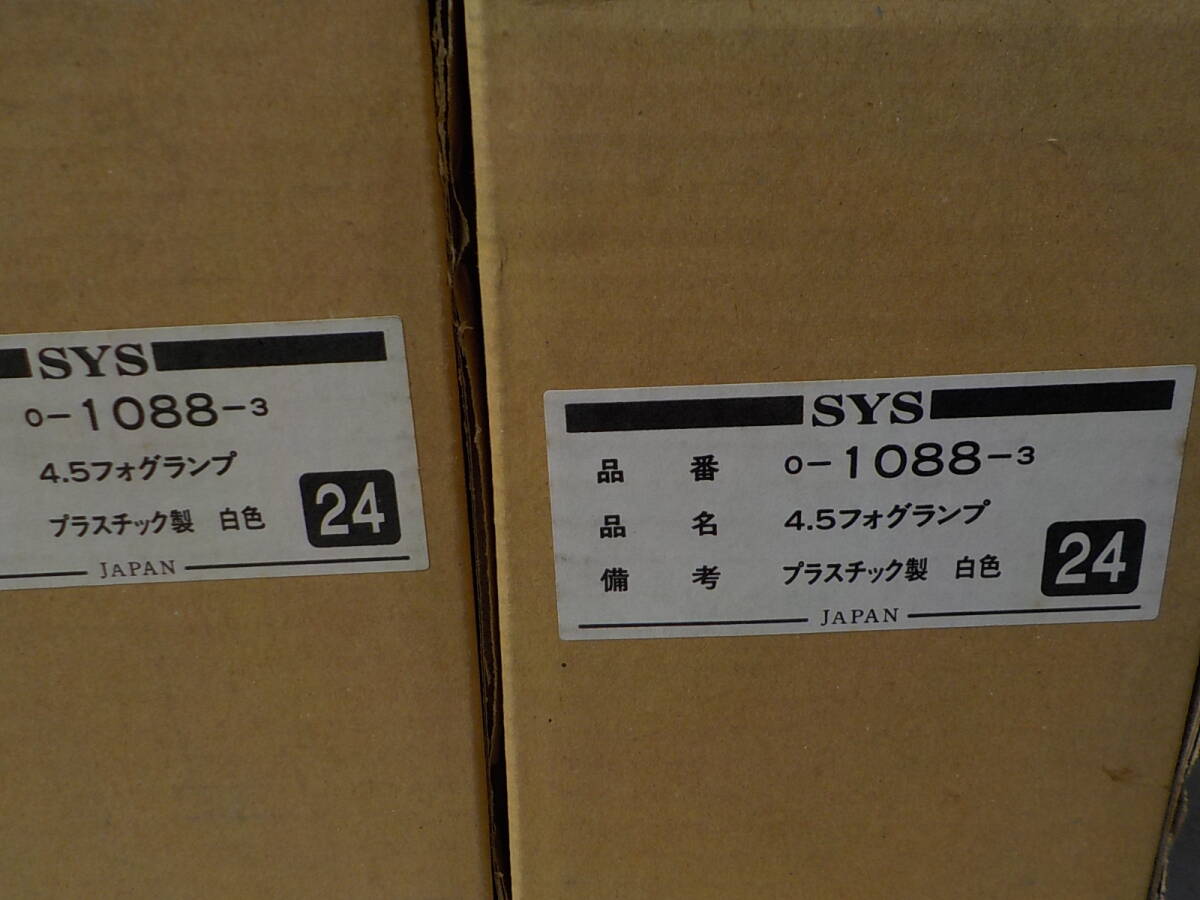 SYS
0-1088-3
4.5フォグランプ
プラスチック製 白色
24
JAPAN
SYS
品番 0-1088-3
品名 4.5フォグランプ
備考 プラスチック製 白色
24
JAPAN